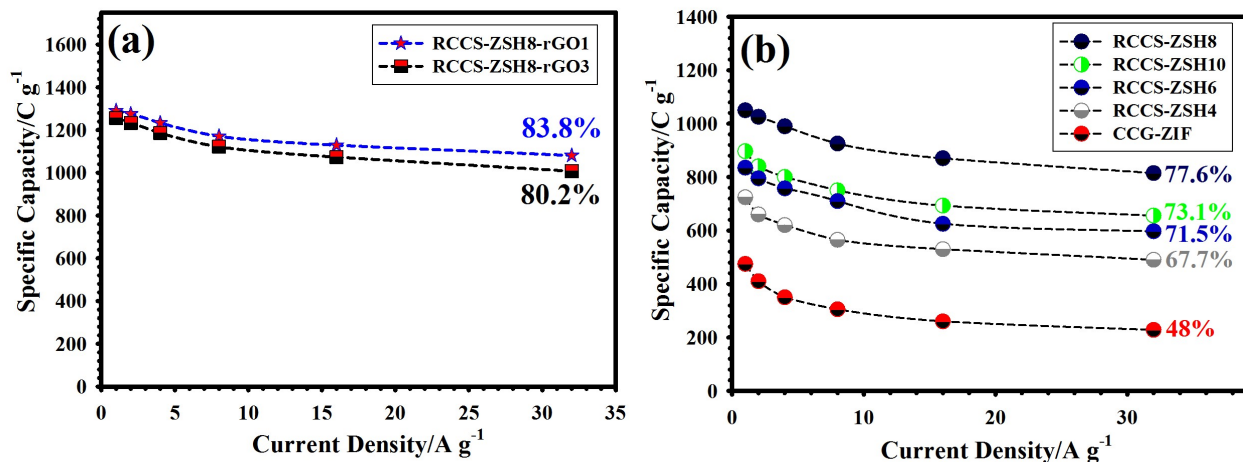 (a)
RCCS-ZSH8-rGO1
RCCS-ZSH8-rGO3
1600
1400
1200
1000
800
600
400
200
0
83.8%
80.2%
Specific Capacity/C g-1
0 5 10 15 20 25 30 35
Current Density/A g-1
(b)
RCCS-ZSH8
RCCS-ZSH10
RCCS-ZSH6
RCCS-ZSH4
CCG-ZIF
1400
1200
1000
800
600
400
200
0
77.6%
73.1%
71.5%
67.7%
48%
Specific Capacity/C g-1
0 10 20 30
Current Density/A g-1